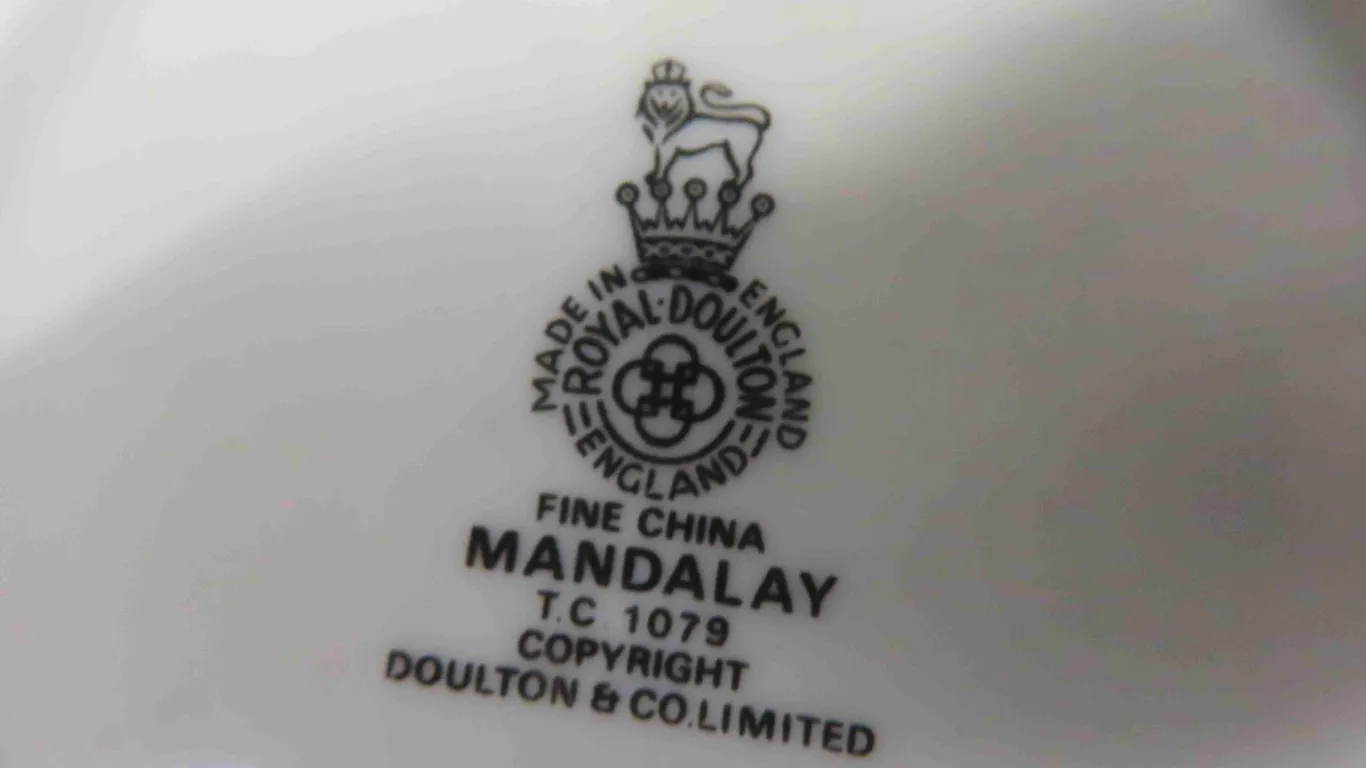 MADE IN ENGLAND
ROYAL·DOULTON
ENGLAND
FINE CHINA
MANDALAY
T.C. 1079
COPYRIGHT
DOULTON & CO.LIMITED